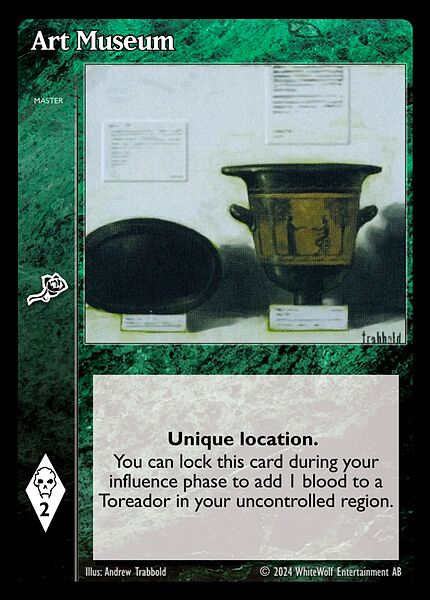 Art Museum
MASTER
trabbold
Unique location.
You can lock this card during your
influence phase to add 1 blood to a
Toreador in your uncontrolled region.
2
Illus: Andrew Trabbold © 2024 WhiteWolf Entertainment AB